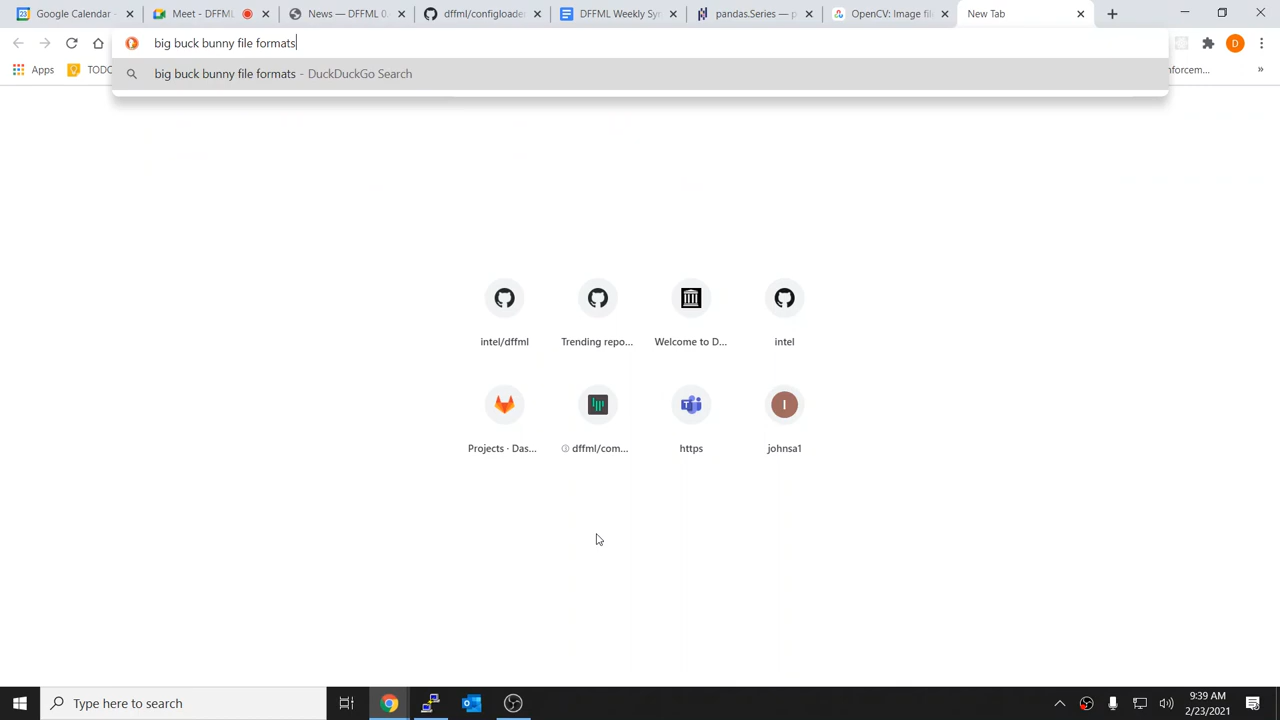 Google Calendar -
Meet - DFFML
News — DFFML 0.
dffml/configloade
DFFML Weekly Sy
pandas.Series — p
OpenCV: Image fi
New Tab
big buck bunny file formats
Apps
TODO
big buck bunny file formats - DuckDuckGo Search
nforcem...
»
intel/dffml
Trending repo...
Welcome to D...
intel
I
Projects · Das...
dffml/com...
https
johnsa1
Type here to search
9:39 AM
2/23/2021